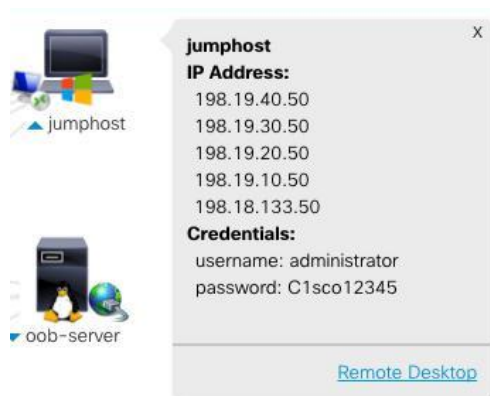 jumphost
X
IP Address:
198.19.40.50
198.19.30.50
198.19.20.50
198.19.10.50
198.18.133.50
Credentials:
username: administrator
password: C1sco12345
Remote Desktop
jumphost
oob-server